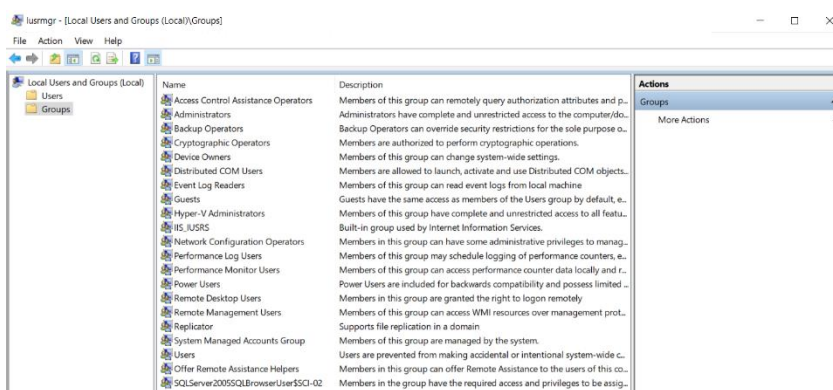 lusrmgr - [Local Users and Groups (Local)\Groups]
File Action View Help
Local Users and Groups (Local)
Users
Groups
Name Description
Access Control Assistance Operators Members of this group can remotely query authorization attributes and p...
Administrators Administrators have complete and unrestricted access to the computer/do...
Backup Operators Backup Operators can override security restrictions for the sole purpose o...
Cryptographic Operators Members are authorized to perform cryptographic operations.
Device Owners Members of this group can change system-wide settings.
Distributed COM Users Members are allowed to launch, activate and use Distributed COM objects...
Event Log Readers Members of this group can read event logs from local machine
Guests Guests have the same access as members of the Users group by default, e...
Hyper-V Administrators Members of this group have complete and unrestricted access to all featu...
IIS_IUSRS Built-in group used by Internet Information Services.
Network Configuration Operators Members in this group can have some administrative privileges to manag...
Performance Log Users Members of this group may schedule logging of performance counters, e...
Performance Monitor Users Members of this group can access performance counter data locally and r...
Power Users Power Users are included for backwards compatibility and possess limited ...
Remote Desktop Users Members in this group are granted the right to logon remotely
Remote Management Users Members of this group can access WMI resources over management prot...
Replicator Supports file replication in a domain
System Managed Accounts Group Members of this group are managed by the system.
Users Users are prevented from making accidental or intentional system-wide c...
Offer Remote Assistance Helpers Members in this group can offer Remote Assistance to the users of this co...
SQLServer2005SQLBrowserUser$SCI-02 Members in the group have the required access and privileges to be assig...
Actions
Groups
More Actions